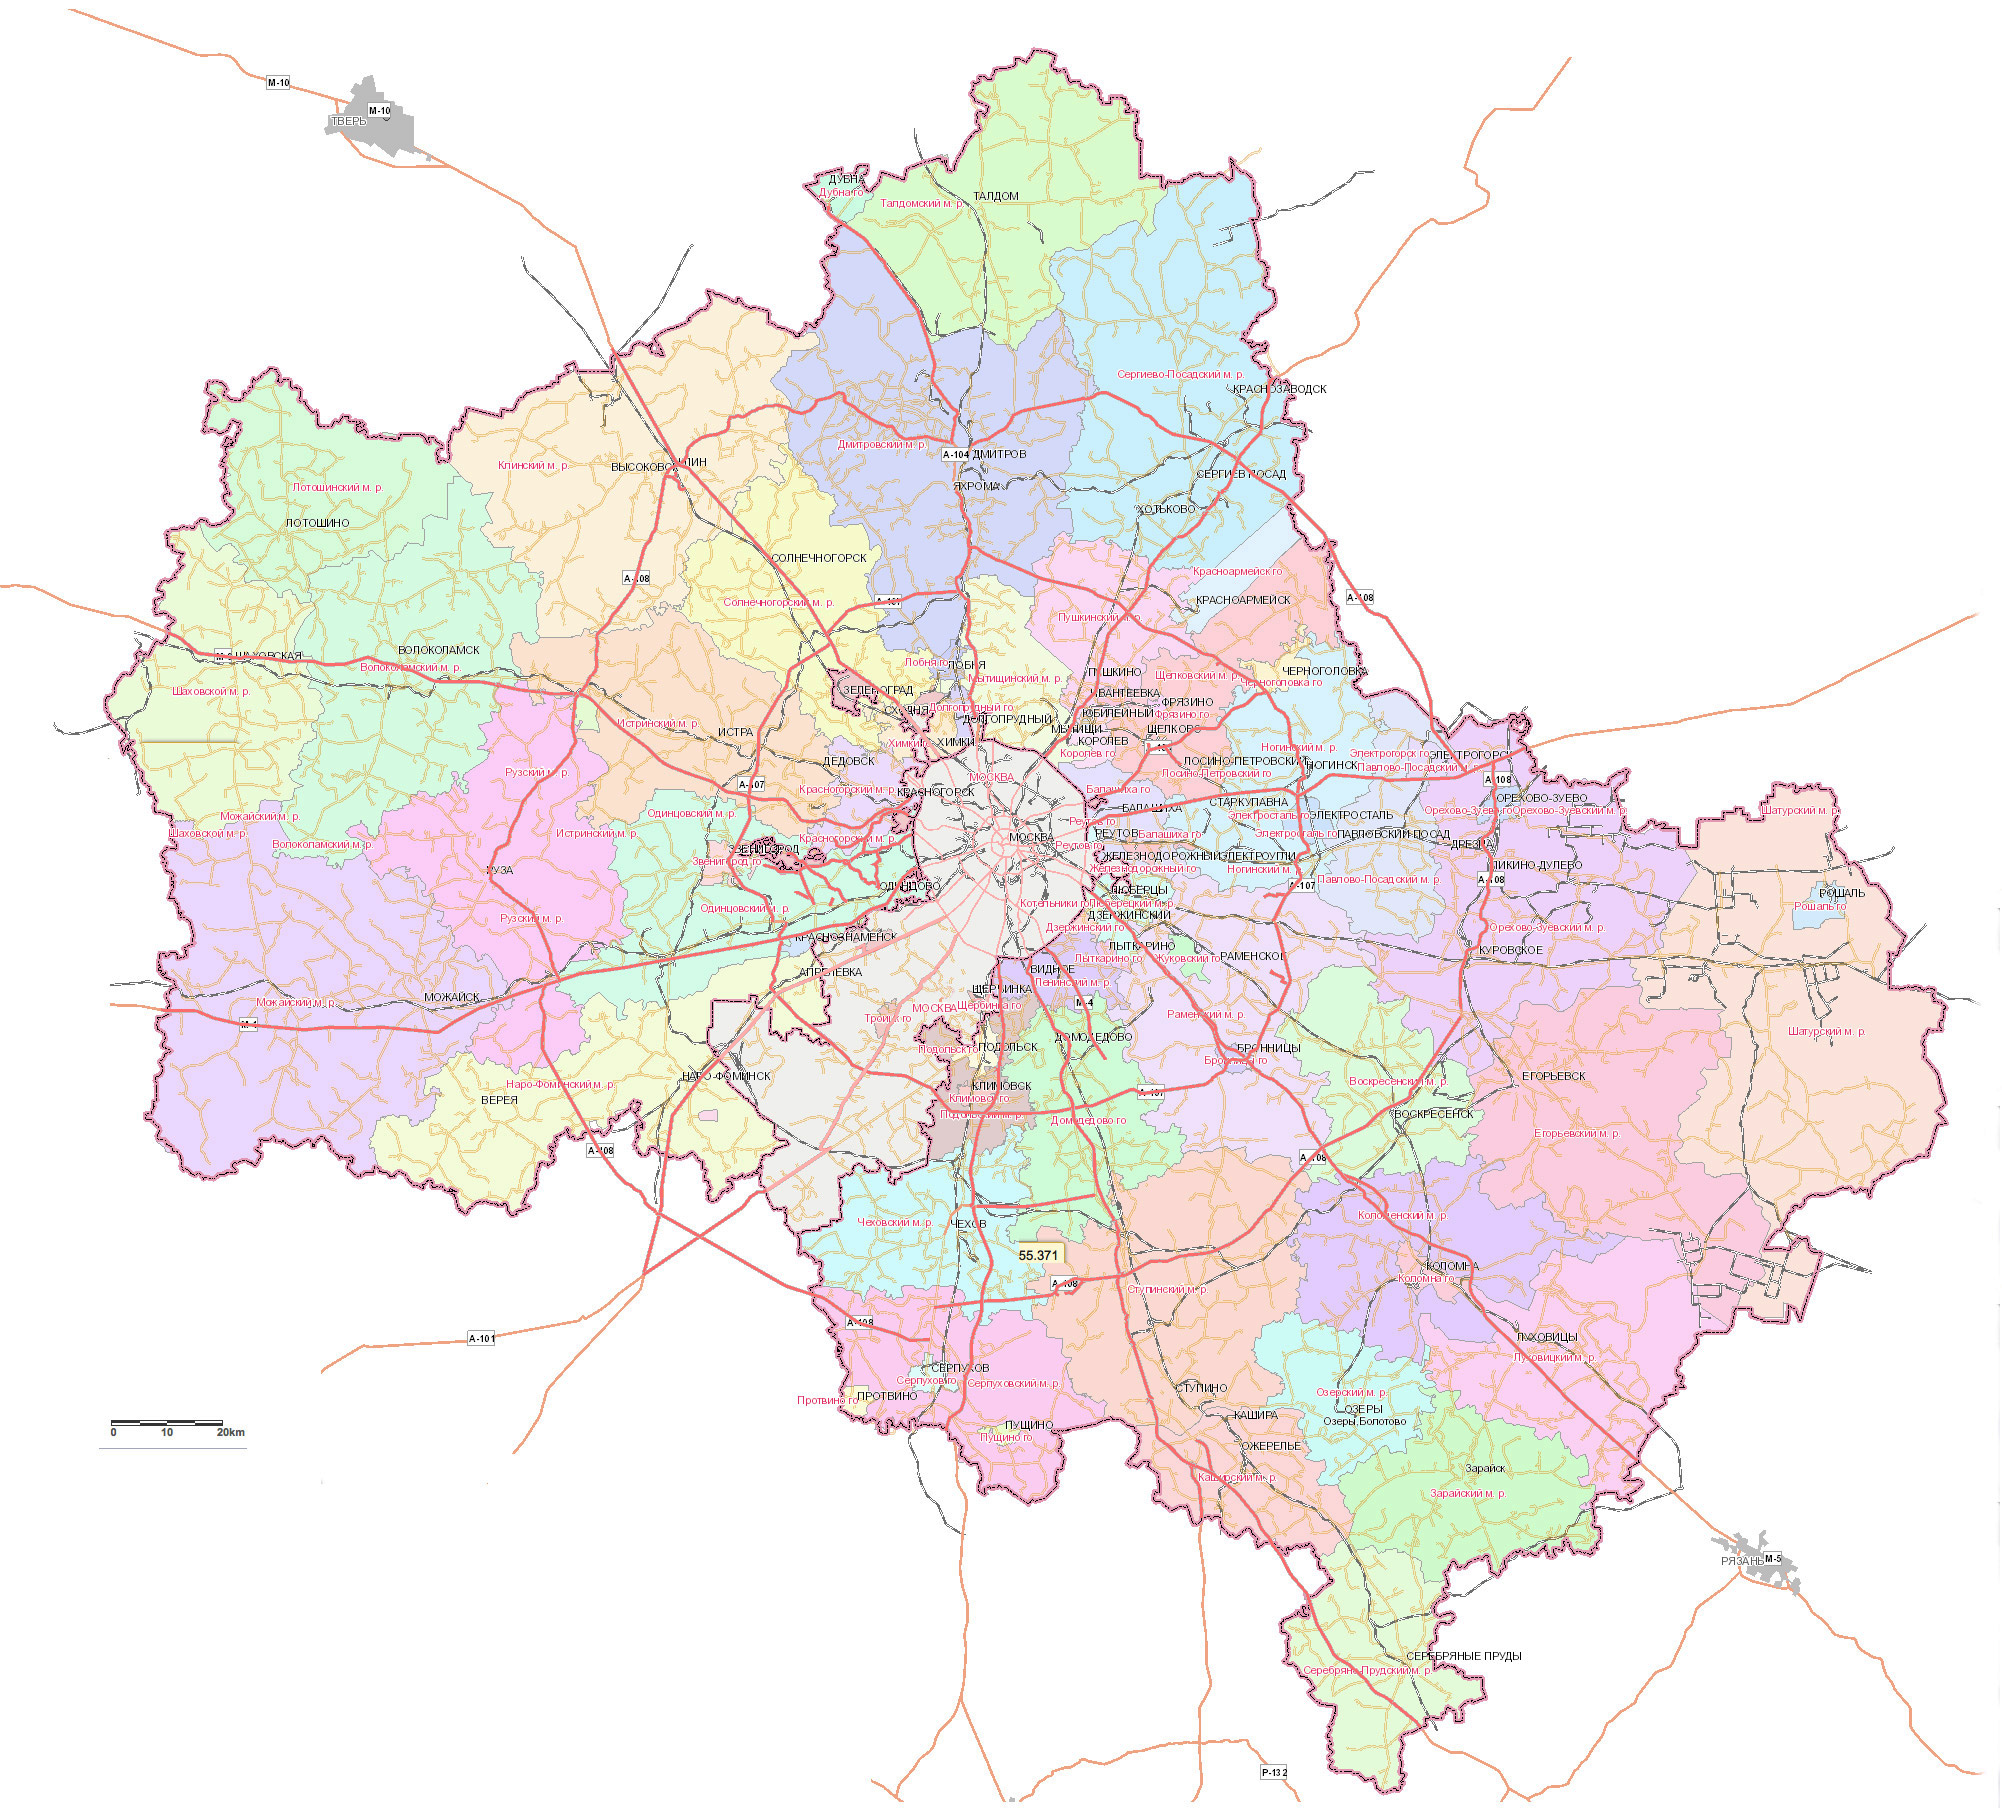 М-10
М-10
ТВЕРЬ
ДУБНА
Дубна го
ТАЛДОМ
Талдомский м. р.
Сергиево-Посадский м. р.
КРАСНОЗАВОДСК
Дмитровский м. р.
А-104
ДМИТРОВ
Клинский м. р.
СЕРГИЕВ ПОСАД
ЯХРОМА
Лотошинский м. р.
ХОТЬКОВО
ЛОТОШИНО
СОЛНЕЧНОГОРСК
Красноармейск го
А-108
А-108
Солнечногорский м. р.
КРАСНОАРМЕЙСК
Пушкинский м. р.
ВОЛОКОЛАМСК
ШАХОВСКАЯ
Волоколамский м. р.
Лобня го
ЛОБНЯ
ПУШКИНО
ЧЕРНОГОЛОВКА
Черноголовка го
Мытищинский м. р.
Щелковский м. р.
Шаховской м. р.
ЗЕЛЕНОГРАД
ИВАНТЕЕВКА
ФРЯЗИНО
Фрязино го
СХОДНЯ
Долгопрудный го
ДОЛГОПРУДНЫЙ
ЮБИЛЕЙНЫЙ
Истринский м. р.
ИСТРА
МЫТИЩИ
ЩЕЛКОВО
Химки го
ХИМКИ
КОРОЛЕВ
Королев го
Ногинский м. р.
Электрогорск го
ЭЛЕКТРОГОРСК
ДЕДОВСК
ЛОСИНО-ПЕТРОВСКИЙ
Лосино-Петровский го
НОГИНСК
Павлово-Посадский м. р.
Рузский м. р.
МОСКВА
А-108
А-107
Красногорский м. р.
КРАСНОГОРСК
Балашиха го
ОРЕХОВО-ЗУЕВО
БАЛАШИХА
СТАРКУПАВНА
Орехово-Зуево го
Орехово-Зуевский м. р.
Шатурский м. р.
Можайский м. р.
Одинцовский м. р.
Электросталь го
ЭЛЕКТРОСТАЛЬ
Шаховской м. р.
Истринский м. р.
Реутов го
РЕУТОВ
Балашиха го
Электросталь го
ПАВЛОВСКИЙ ПОСАД
Волоколамский м. р.
Красногорский м. р.
МОСКВА
Реутов го
ДРЕЗНА
ЗВЕНИГОРОД
Звенигород го
ЖЕЛЕЗНОДОРОЖНЫЙ
ЭЛЕКТРОУГЛИ
Железнодорожный го
Ногинский м. р.
ЛИКИНО-ДУЛЕВО
РУЗА
Павлово-Посадский м. р.
А-108
А-107
ОДИНЦОВО
ЛЮБЕРЦЫ
РОШАЛЬ
Рошаль го
Рузский м. р.
Одинцовский м. р.
Котельники го
Люберецкий м. р.
ДЗЕРЖИНСКИЙ
Дзержинский го
Орехово-Зуевский м. р.
КРАСНОЗНАМЕНСК
ЛЫТКАРИНО
Лыткарино го
Жуковский го
РАМЕНСКОЕ
КУРОВСКОЕ
АПРЕЛЕВКА
ВИДНОЕ
Ленинский м. р.
МОЖАЙСК
Можайский м. р.
ЩЕРБИНКА
Щербинка го
М-4
МОСКВА
Троицк го
Раменский м. р.
Шатурский м. р.
ДОМОДЕДОВО
Подольск го
ПОДОЛЬСК
БРОННИЦЫ
Бронницы го
НАРО-ФОМИНСК
Наро-Фоминский м. р.
ЕГОРЬЕВСК
Воскресенский м. р.
ВЕРЕЯ
КЛИМОВСК
Климовск го
А-107
Подольский м. р.
Домодедово го
ВОСКРЕСЕНСК
Егорьевский м. р.
А-108
А-108
Чеховский м. р.
ЧЕХОВ
Коломенский м. р.
55.371
КОЛОМНА
Коломна го
А-108
Ступинский м. р.
А-108
А-101
ЛУХОВИЦЫ
Луховицкий м. р.
СЕРПУХОВ
Серпухов го
Серпуховский м. р.
СТУПИНО
Озерский м. р.
ПРОТВИНО
Протвино го
ОЗЕРЫ
Озеры,Болотово
КАШИРА
ПУЩИНО
Пущино го
0 10 20km
ОЖЕРЕЛЬЕ
Каширский м. р.
Зарайск
Зарайский м. р.
РЯЗАНЬ
М-5
СЕРЕБРЯНЫЕ ПРУДЫ
Серебряно-Прудский м. р.
Р-132